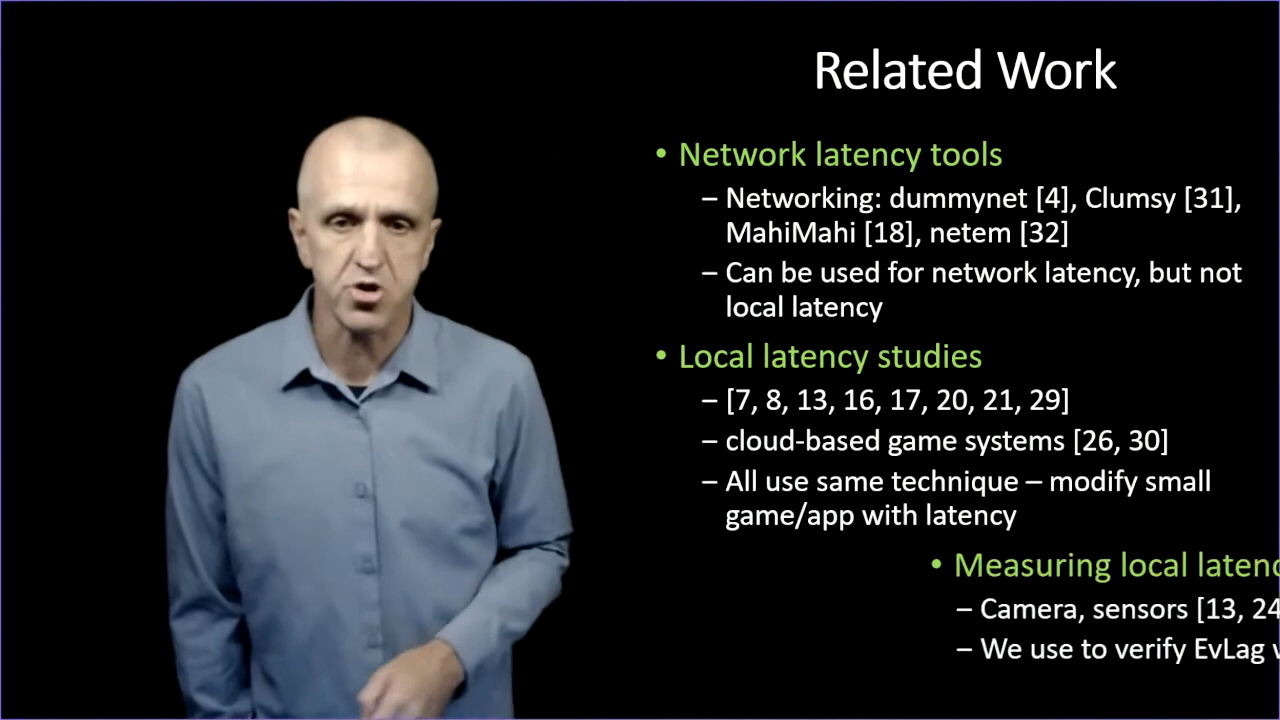 Related Work
• Network latency tools
– Networking: dummynet [4], Clumsy [31],
MahiMahi [18], netem [32]
– Can be used for network latency, but not
local latency
• Local latency studies
– [7, 8, 13, 16, 17, 20, 21, 29]
– cloud-based game systems [26, 30]
– All use same technique – modify small
game/app with latency
• Measuring local latenc
– Camera, sensors [13, 24
– We use to verify EvLag